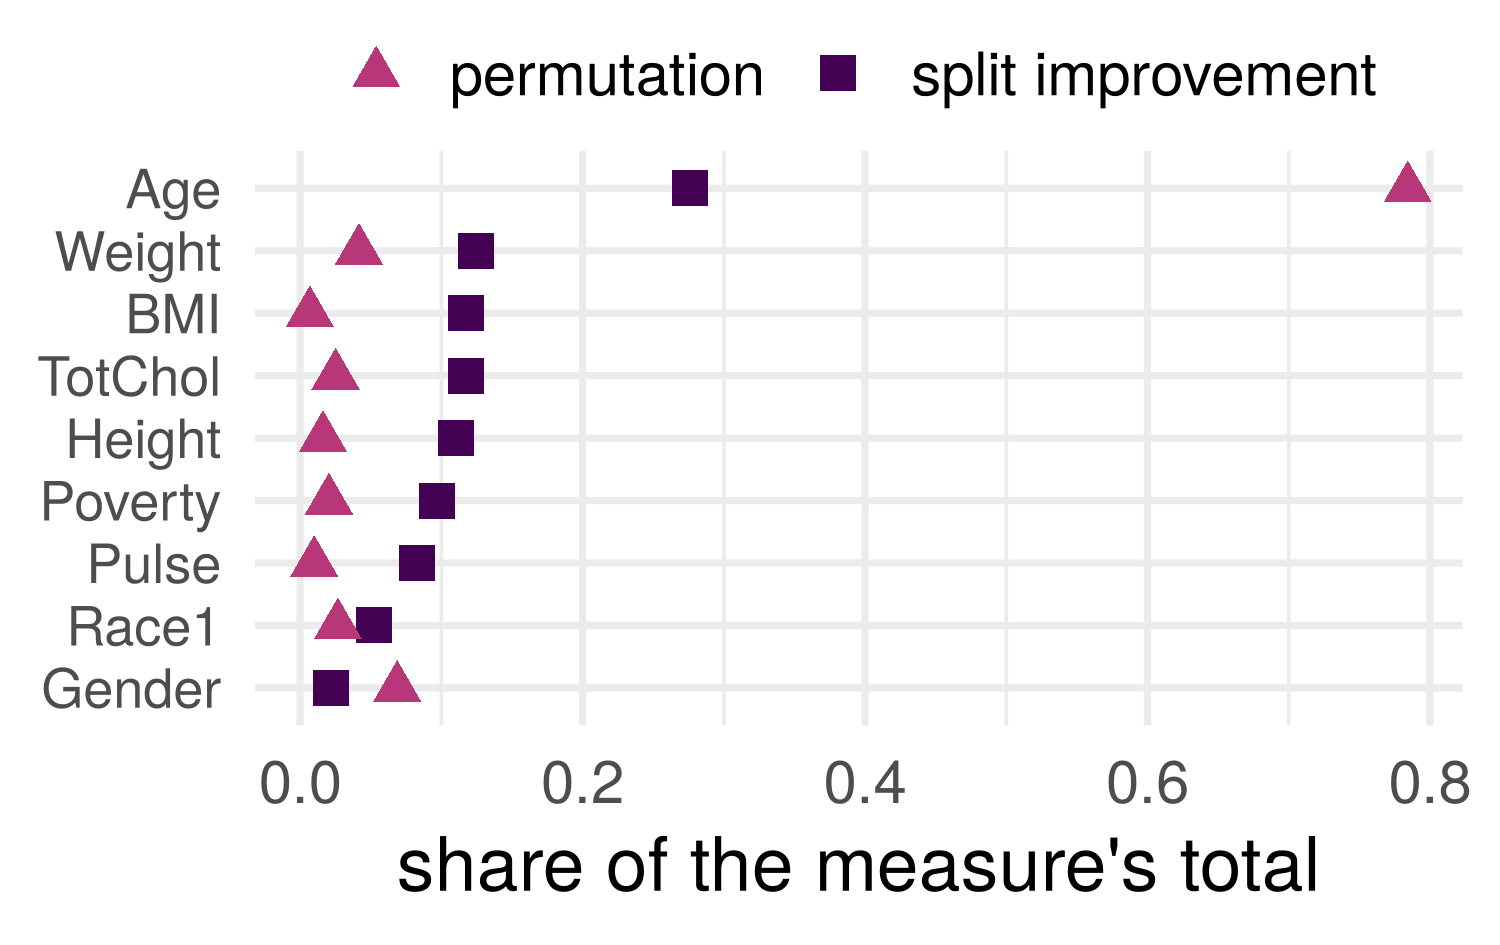 permutation split improvement
Age
Weight
BMI
TotChol
Height
Poverty
Pulse
Race1
Gender
0.0 0.2 0.4 0.6 0.8
share of the measure's total